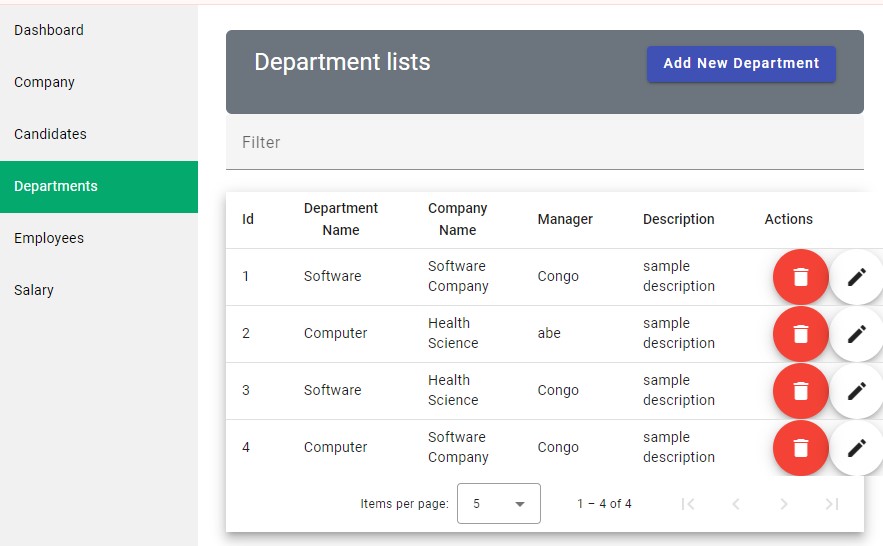 Dashboard
Company
Candidates
Departments
Employees
Salary
Department lists
Add New Department
Filter
Id Department Name Company Name Manager Description Actions
1 Software Software Company Congo sample description
2 Computer Health Science abe sample description
3 Software Health Science Congo sample description
4 Computer Software Company Congo sample description
Items per page: 5 1 – 4 of 4